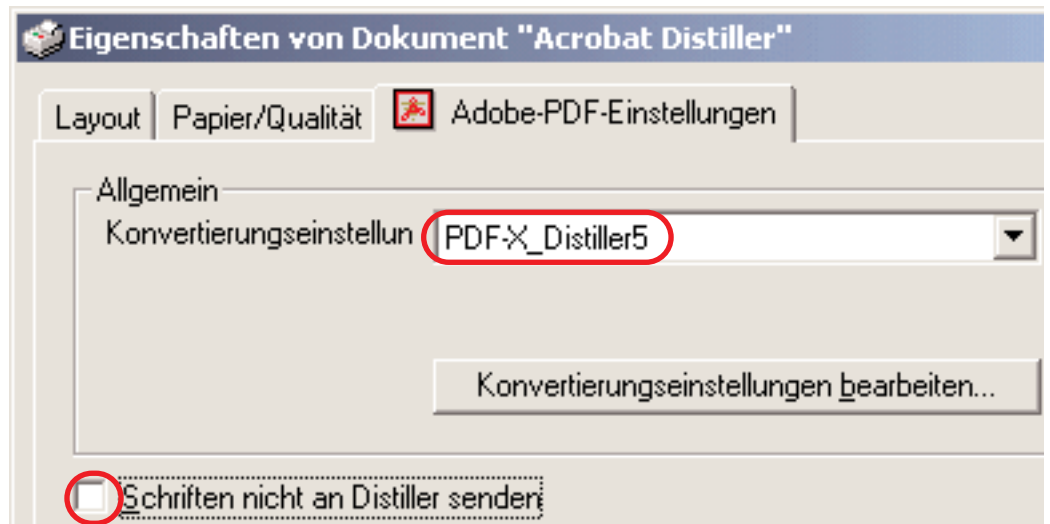 Eigenschaften von Dokument "Acrobat Distiller"
Layout Papier/Qualität Adobe-PDF-Einstellungen
Allgemein
Konvertierungseinstellun PDF-X_Distiller5
Konvertierungseinstellungen bearbeiten...
Schriften nicht an Distiller senden